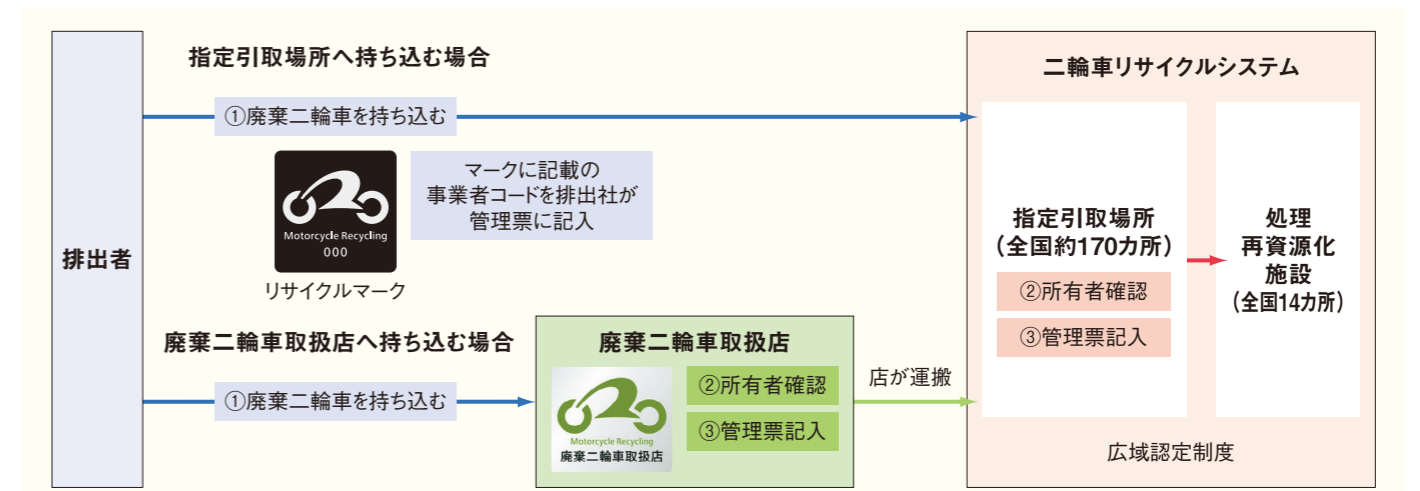 排出者
指定引取場所へ持ち込む場合
①廃棄二輪車を持ち込む
Motorcycle Recycling
000
リサイクルマーク
マークに記載の
事業者コードを排出社が
管理票に記入
廃棄二輪車取扱店へ持ち込む場合
①廃棄二輪車を持ち込む
廃棄二輪車取扱店
Motorcycle Recycling
廃棄二輪車取扱店
②所有者確認
③管理票記入
店が運搬
二輪車リサイクルシステム
指定引取場所
（全国約170カ所）
②所有者確認
③管理票記入
処理
再資源化
施設
（全国14カ所）
広域認定制度